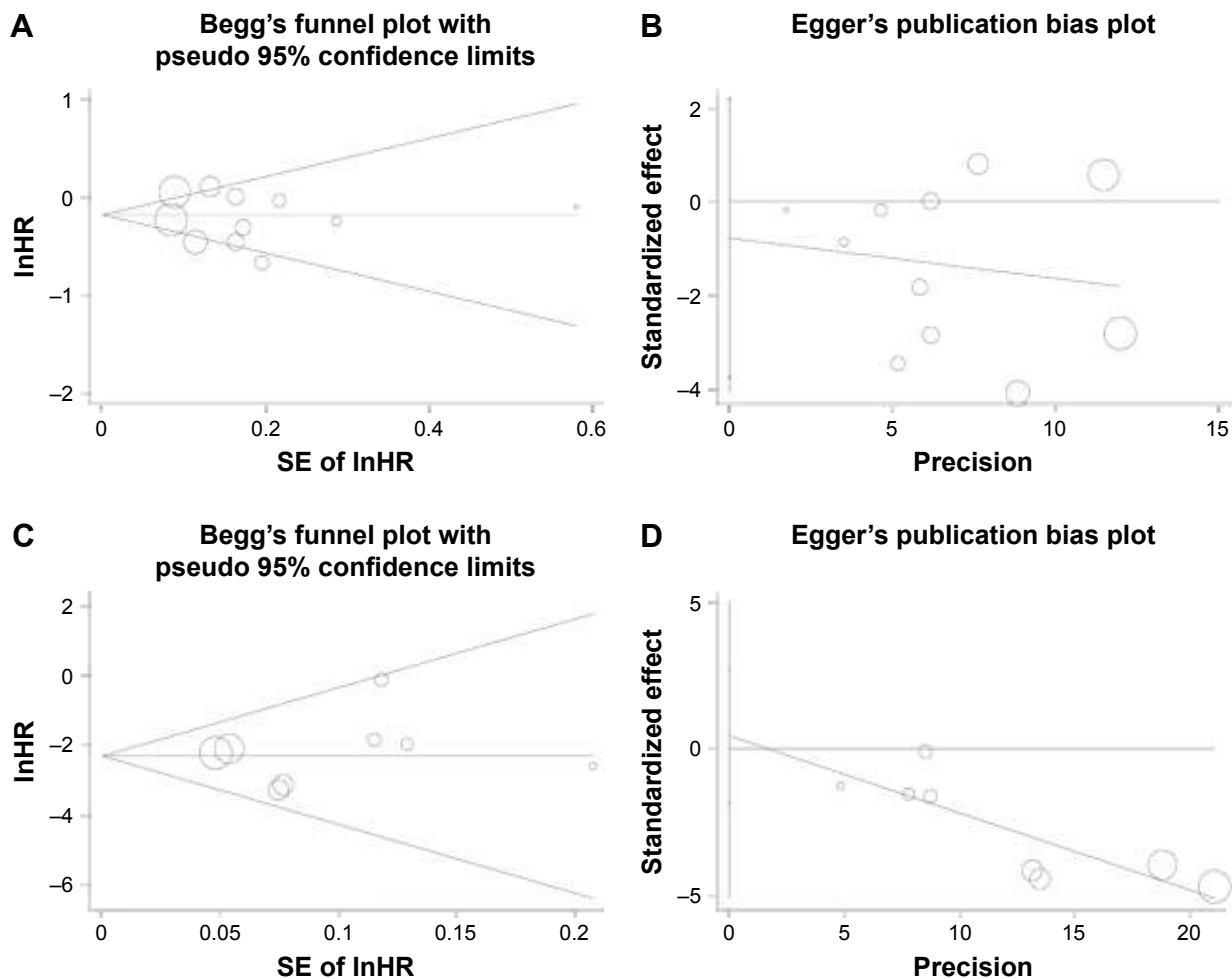 A
Begg’s funnel plot with
pseudo 95% confidence limits
1
0
–1
–2
lnHR
0
0.2
0.4
0.6
SE of lnHR
B
Egger’s publication bias plot
2
0
–2
–4
Standardized effect
0
5
10
15
Precision
C
Begg’s funnel plot with
pseudo 95% confidence limits
2
0
–2
–4
–6
lnHR
0
0.05
0.1
0.15
0.2
SE of lnHR
D
Egger’s publication bias plot
5
0
–5
Standardized effect
0
5
10
15
20
Precision